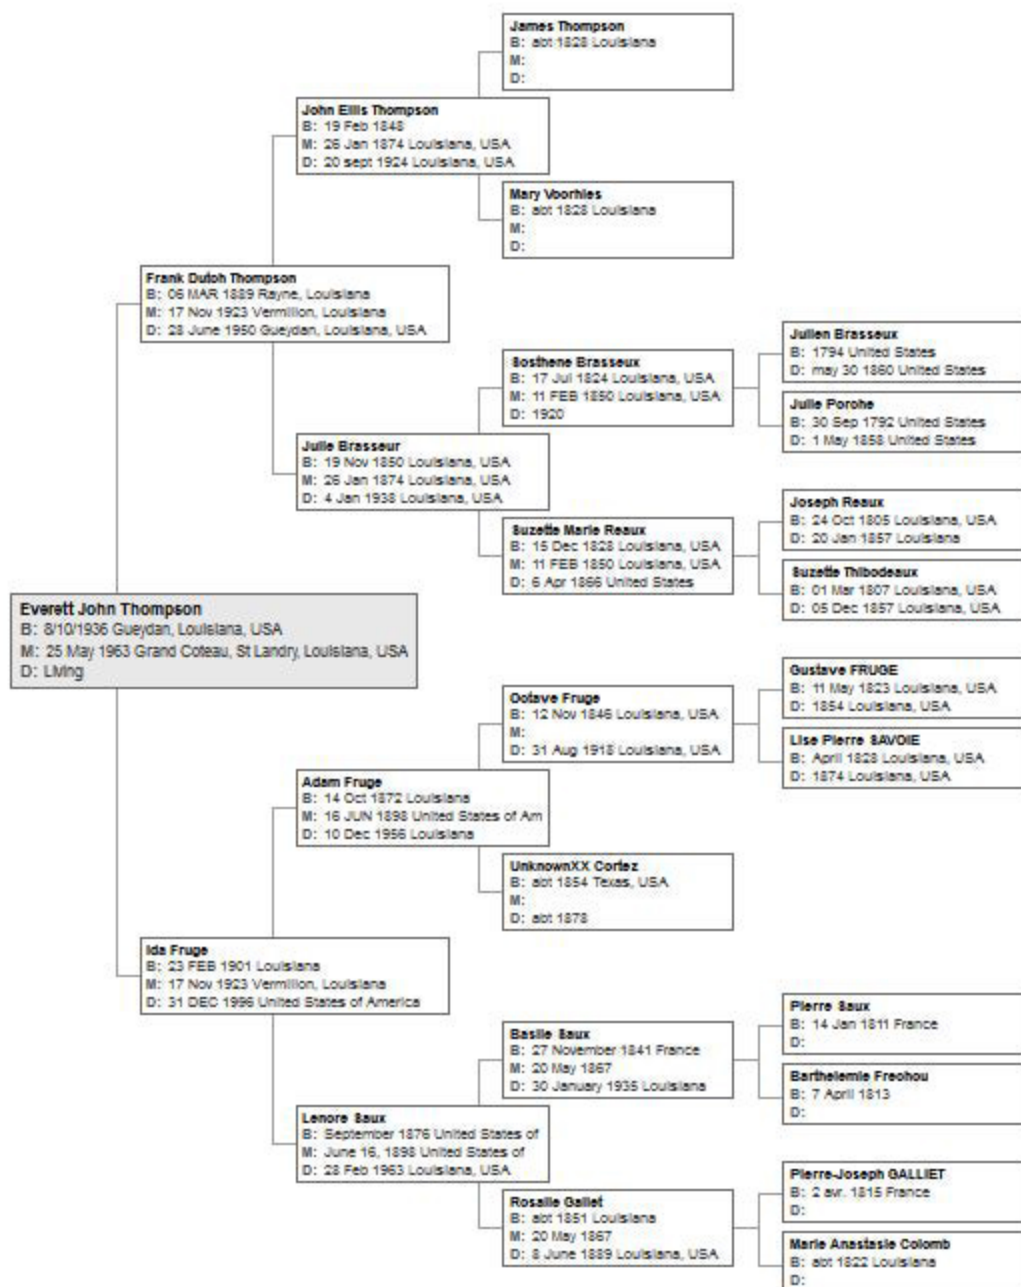 James Thompson
B: abt 1828 Louisiana
M:
D:
John Ellis Thompson
B: 19 Feb 1848
M: 26 Jan 1874 Louisiana, USA
D: 20 sept 1924 Louisiana, USA
Mary Voorhies
B: abt 1828 Louisiana
M:
D:
Frank Dutch Thompson
B: 06 MAR 1889 Rayne, Louisiana
M: 17 Nov 1923 Vermilion, Louisiana
D: 28 June 1950 Gueydan, Louisiana, USA
Julien Brasseux
B: 1794 United States
D: may 30 1860 United States
Sosthene Brasseux
B: 17 Jul 1824 Louisiana, USA
M: 11 FEB 1850 Louisiana, USA
D: 1920
Julie Porche
B: 30 Sep 1792 United States
D: 1 May 1858 United States
Julie Brasseur
B: 19 Nov 1850 Louisiana, USA
M: 26 Jan 1874 Louisiana, USA
D: 4 Jan 1938 Louisiana, USA
Joseph Reaux
B: 24 Oct 1805 Louisiana, USA
D: 20 Jan 1857 Louisiana
Suzette Marie Reaux
B: 15 Dec 1828 Louisiana, USA
M: 11 FEB 1850 Louisiana, USA
D: 6 Apr 1866 United States
Suzette Thibodeaux
B: 01 Mar 1807 Louisiana, USA
D: 05 Dec 1857 Louisiana, USA
Everett John Thompson
B: 8/10/1936 Gueydan, Louisiana, USA
M: 25 May 1963 Grand Coteau, St Landry, Louisiana, USA
D: Living
Gustave FRUGE
B: 11 May 1823 Louisiana, USA
D: 1854 Louisiana, USA
Octave Fruge
B: 12 Nov 1846 Louisiana, USA
M:
D: 31 Aug 1918 Louisiana, USA
Lise Pierre SAVOIE
B: April 1828 Louisiana, USA
D: 1874 Louisiana, USA
Adam Fruge
B: 14 Oct 1872 Louisiana
M: 16 JUN 1898 United States of Am
D: 10 Dec 1956 Louisiana
UnknownXX Cortez
B: abt 1854 Texas, USA
M:
D: abt 1878
Ida Fruge
B: 23 FEB 1901 Louisiana
M: 17 Nov 1923 Vermilion, Louisiana
D: 31 DEC 1996 United States of America
Pierre Saux
B: 14 Jan 1811 France
D:
Basile Saux
B: 27 November 1841 France
M: 20 May 1867
D: 30 January 1935 Louisiana
Barthelemie Frechou
B: 7 April 1813
D:
Lenore Saux
B: September 1876 United States of
M: June 16, 1898 United States of
D: 28 Feb 1963 Louisiana, USA
Pierre-Joseph GALLIET
B: 2 avr. 1815 France
D:
Rosalie Gallet
B: abt 1851 Louisiana
M: 20 May 1867
D: 8 June 1889 Louisiana, USA
Marie Anastasie Colomb
B: abt 1822 Louisiana
D: